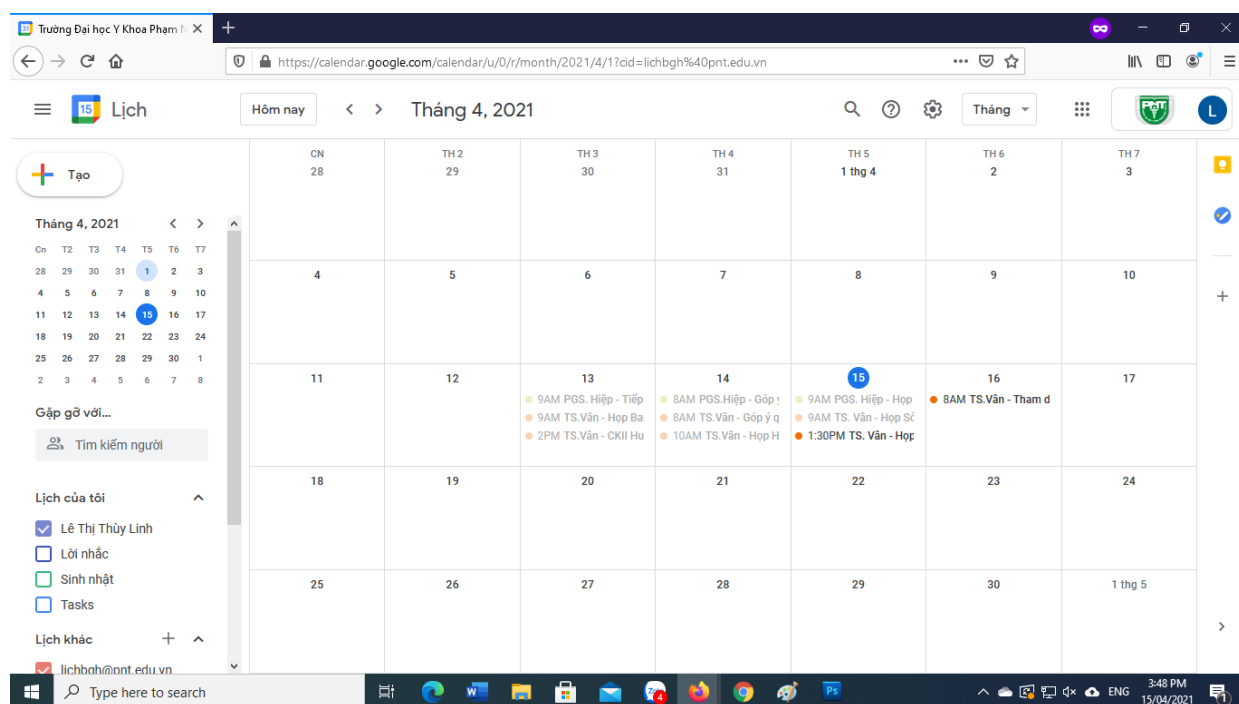 Trường Đại học Y Khoa Phạm N
https://calendar.google.com/calendar/u/0/r/month/2021/4/1?cid=lichbgh%40pnt.edu.vn
15 Lịch
Hôm nay
Tháng 4, 2021
Tháng
PNT
L
Tạo
Tháng 4, 2021
Cn T2 T3 T4 T5 T6 T7
28 29 30 31 1 2 3
4 5 6 7 8 9 10
11 12 13 14 15 16 17
18 19 20 21 22 23 24
25 26 27 28 29 30 1
2 3 4 5 6 7 8
Gặp gỡ với...
Tìm kiếm người
Lịch của tôi
Lê Thị Thùy Linh
Lời nhắc
Sinh nhật
Tasks
Lịch khác
lichbgh@pnt.edu.vn
CN TH 2 TH 3 TH 4 TH 5 TH 6 TH 7
28 29 30 31 1 thg 4 2 3
4 5 6 7 8 9 10
11 12 13 14 15 16 17
9AM PGS. Hiệp - Tiếp 8AM PGS.Hiệp - Góp 9AM PGS. Hiệp - Họp 8AM TS.Vân - Tham d
9AM TS.Vân - Họp Ba 8AM TS.Vân - Góp ý q 9AM TS. Vân - Họp Sở
2PM TS.Vân - CKII Hu 10AM TS.Vân - Họp H 1:30PM TS. Vân - Họp
18 19 20 21 22 23 24
25 26 27 28 29 30 1 thg 5
Type here to search
4
Ps
ENG
3:48 PM
15/04/2021
1